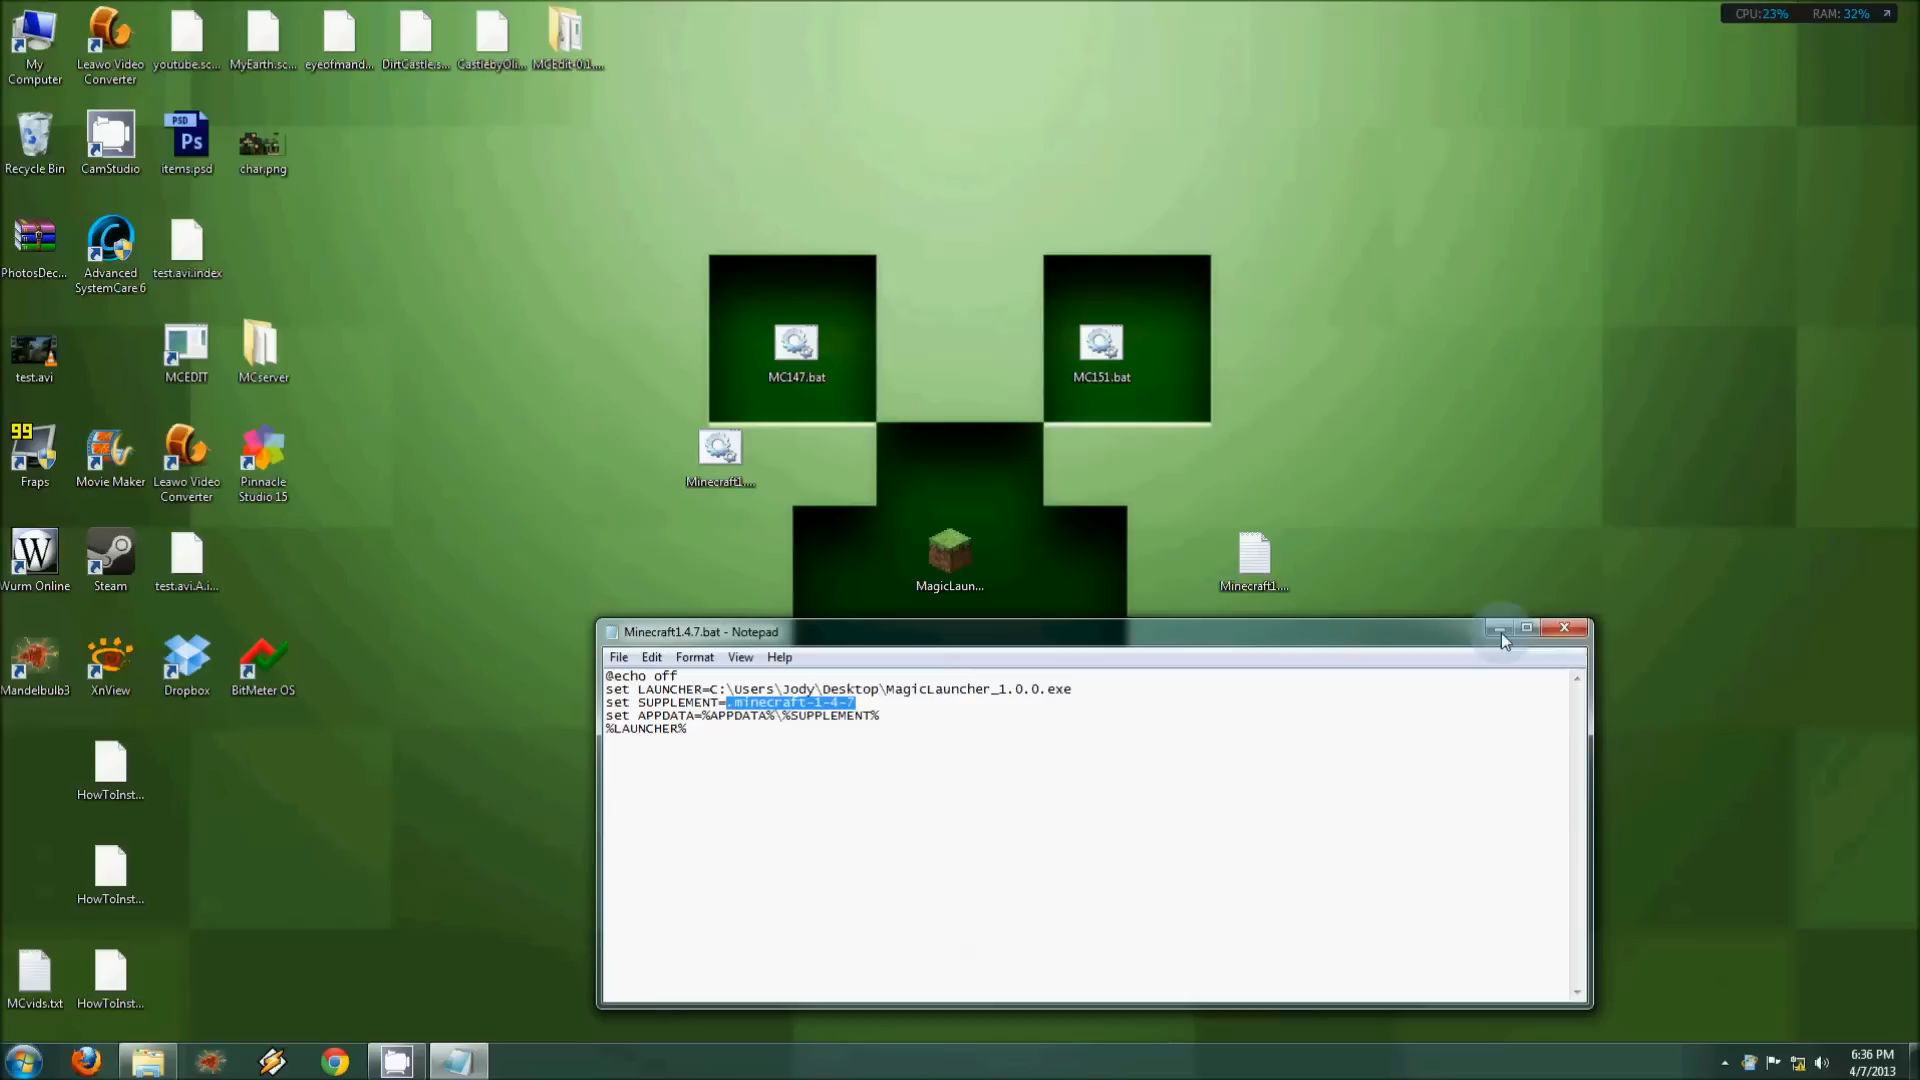 CPU:23% RAM: 32%
My Computer
Leawo Video Converter
youtube.sc...
MyEarth.sc...
eyeofmand...
DirtCastle.s...
CastlebyOli...
MCEdit-0.1....
Recycle Bin
CamStudio
PSD
Ps
items.psd
char.png
PhotosDec...
Advanced SystemCare 6
test.avi.index
test.avi
MCEDIT
MCserver
MC147.bat
MC151.bat
99
Fraps
Movie Maker
Leawo Video Converter
Pinnacle Studio 15
Minecraft1....
W
Wurm Online
Steam
test.avi.A.i...
MagicLaun...
Minecraft1....
Mandelbulb3
XnView
Dropbox
BitMeter OS
HowToInst...
HowToInst...
MCvids.txt
HowToInst...
Minecraft1.4.7.bat - Notepad
File Edit Format View Help
@echo off
set LAUNCHER=C:\Users\Jody\Desktop\MagicLauncher_1.0.0.exe
set SUPPLEMENT=.minecraft-1-4-7
set APPDATA=%APPDATA%\%SUPPLEMENT%
%LAUNCHER%
6:36 PM
4/7/2013